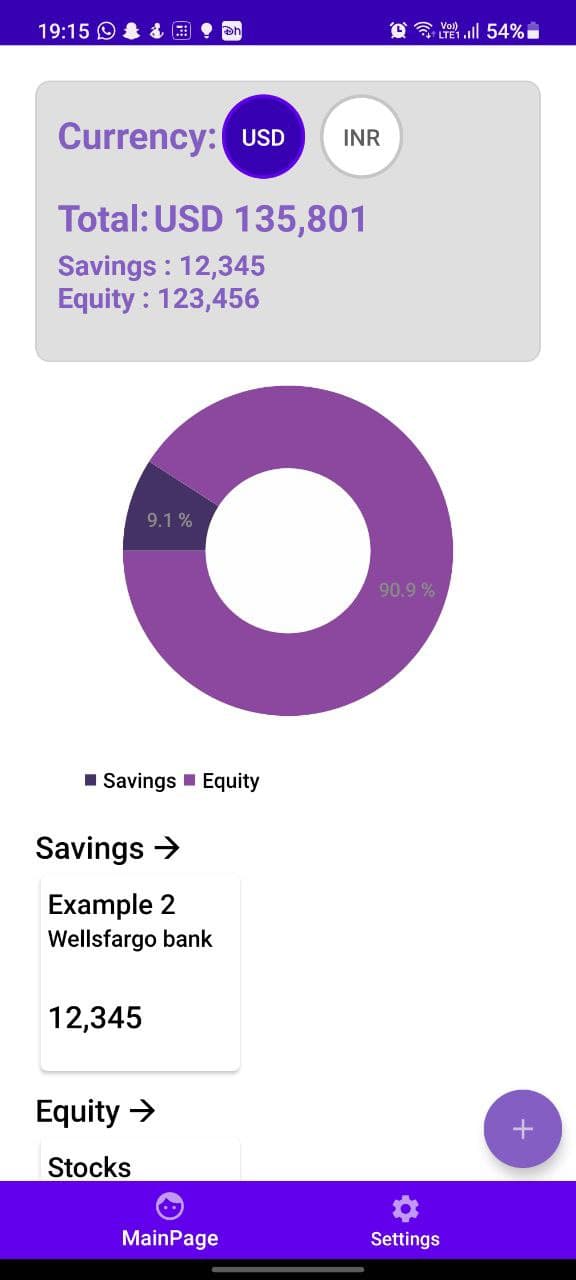 19:15 54%
Currency: USD INR
Total: USD 135,801
Savings : 12,345
Equity : 123,456
9.1 %
90.9 %
Savings Equity
Savings →
Example 2
Wellsfargo bank
12,345
Equity →
Stocks
+
MainPage Settings